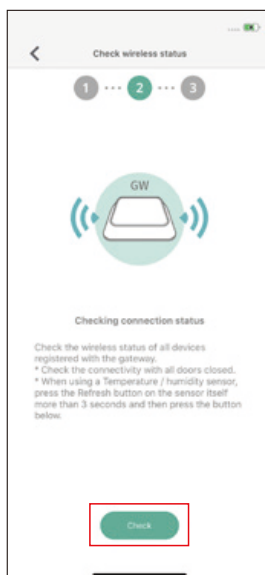 Check wireless status
1 ... 2 ... 3
GW
Checking connection status
Check the wireless status of all devices
registered with the gateway.
* Check the connectivity with all doors closed.
* When using a Temperature / humidity sensor,
press the Refresh button on the sensor itself
more than 3 seconds and then press the button
below.
Check